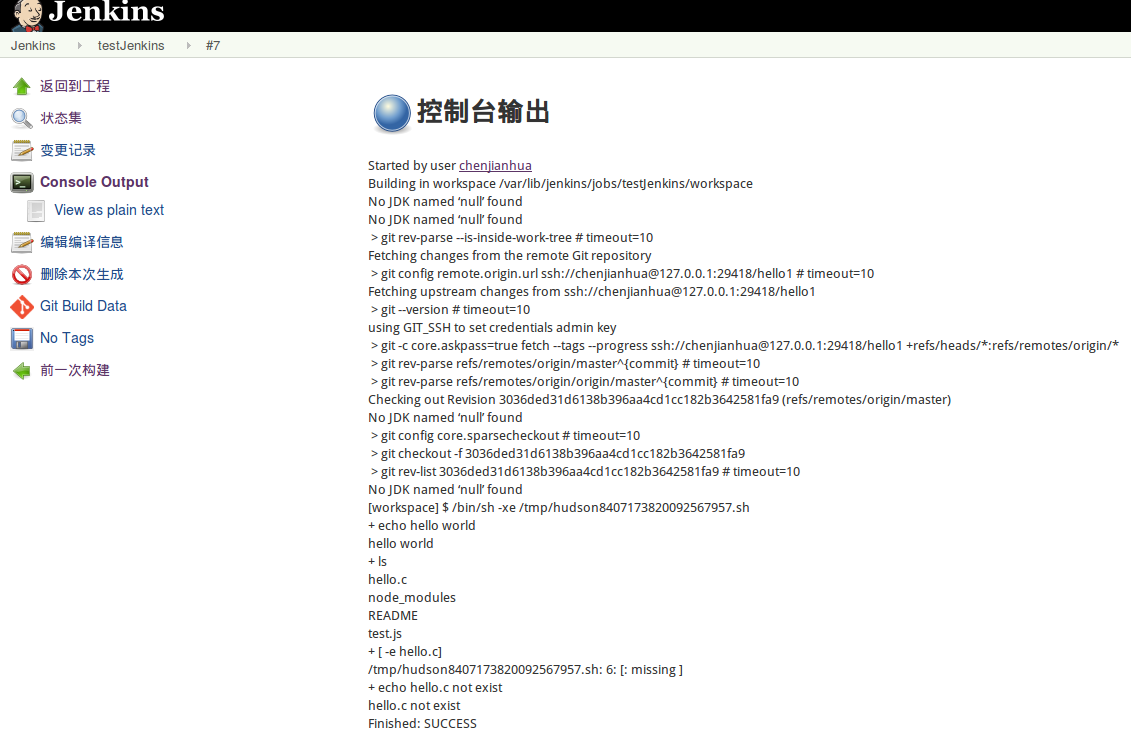 Jenkins
Jenkins testJenkins #7
返回到工程
状态集
变更记录
Console Output
View as plain text
编辑编译信息
删除本次生成
Git Build Data
No Tags
前一次构建
控制台输出
Started by user chenjianhua
Building in workspace /var/lib/jenkins/jobs/testJenkins/workspace
No JDK named ‘null’ found
No JDK named ‘null’ found
> git rev-parse --is-inside-work-tree # timeout=10
Fetching changes from the remote Git repository
> git config remote.origin.url ssh://chenjianhua@127.0.0.1:29418/hello1 # timeout=10
Fetching upstream changes from ssh://chenjianhua@127.0.0.1:29418/hello1
> git --version # timeout=10
using GIT_SSH to set credentials admin key
> git -c core.askpass=true fetch --tags --progress ssh://chenjianhua@127.0.0.1:29418/hello1 +refs/heads/*:refs/remotes/origin/*
> git rev-parse refs/remotes/origin/master^{commit} # timeout=10
> git rev-parse refs/remotes/origin/origin/master^{commit} # timeout=10
Checking out Revision 3036ded31d6138b396aa4cd1cc182b3642581fa9 (refs/remotes/origin/master)
No JDK named ‘null’ found
> git config core.sparsecheckout # timeout=10
> git checkout -f 3036ded31d6138b396aa4cd1cc182b3642581fa9
> git rev-list 3036ded31d6138b396aa4cd1cc182b3642581fa9 # timeout=10
No JDK named ‘null’ found
[workspace] $ /bin/sh -xe /tmp/hudson8407173820092567957.sh
+ echo hello world
hello world
+ ls
hello.c
node_modules
README
test.js
+ [ -e hello.c]
/tmp/hudson8407173820092567957.sh: 6: [: missing ]
+ echo hello.c not exist
hello.c not exist
Finished: SUCCESS